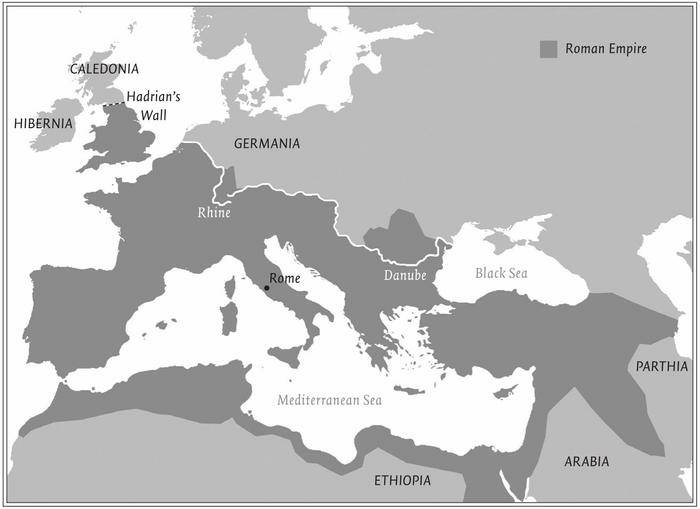 Roman Empire
CALEDONIA
Hadrian's
Wall
HIBERNIA
GERMANIA
Rhine
Danube
Black Sea
Rome
PARTHIA
Mediterranean Sea
ARABIA
ETHIOPIA